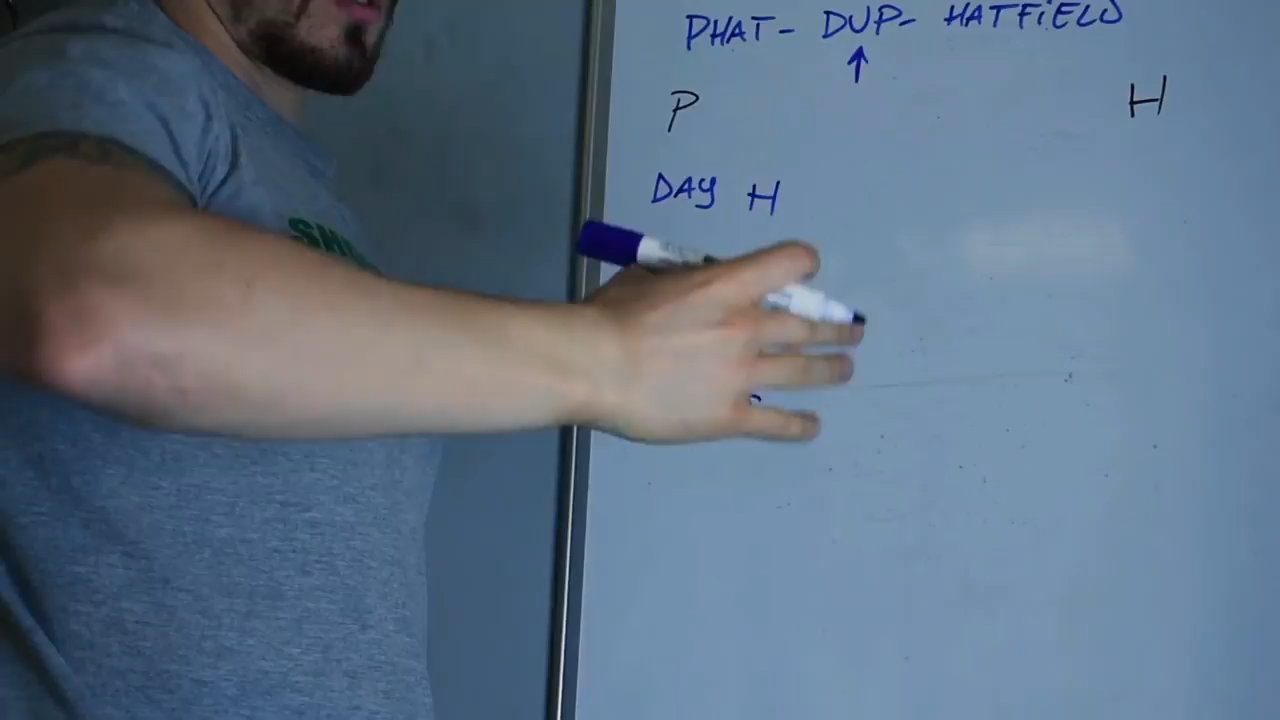 PHAT- DUP- HATFiELD
↑
P H
DAY H